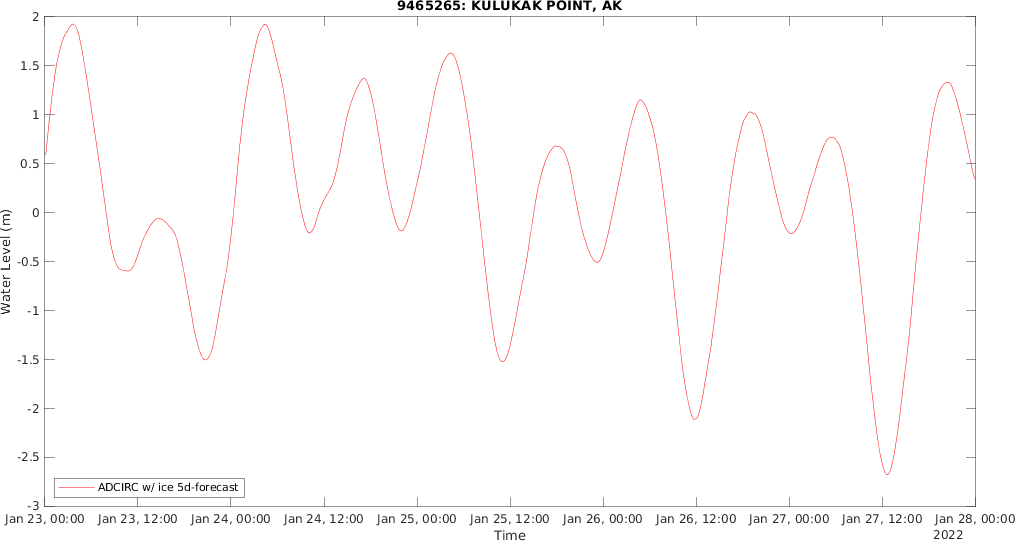 9465265: KULUKAK POINT, AK
2
1.5
1
0.5
0
-0.5
-1
-1.5
-2
-2.5
-3
Water Level (m)
ADCIRC w/ ice 5d-forecast
Jan 23, 00:00 Jan 23, 12:00 Jan 24, 00:00 Jan 24, 12:00 Jan 25, 00:00 Jan 25, 12:00 Jan 26, 00:00 Jan 26, 12:00 Jan 27, 00:00 Jan 27, 12:00 Jan 28, 00:00
Time
2022